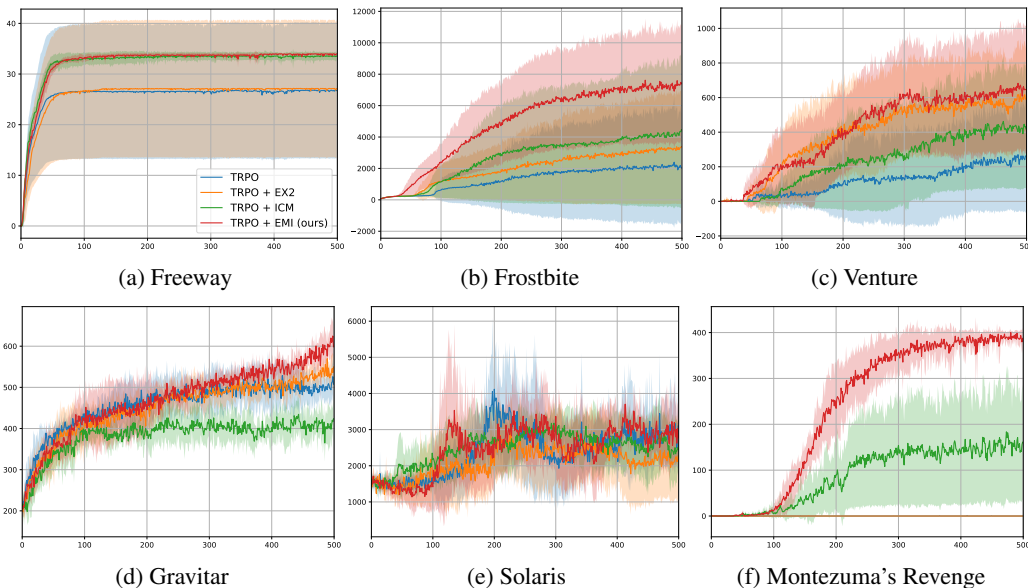 40
30
20
10
0
0 100 200 300 400 500
TRPO
TRPO + EX2
TRPO + ICM
TRPO + EMI (ours)
(a) Freeway
12000
10000
8000
6000
4000
2000
0
−2000
0 100 200 300 400 500
(b) Frostbite
1000
800
600
400
200
0
−200
0 100 200 300 400 500
(c) Venture
600
500
400
300
200
0 100 200 300 400 500
(d) Gravitar
6000
5000
4000
3000
2000
1000
0 100 200 300 400 500
(e) Solaris
400
300
200
100
0
0 100 200 300 400 500
(f) Montezuma's Revenge